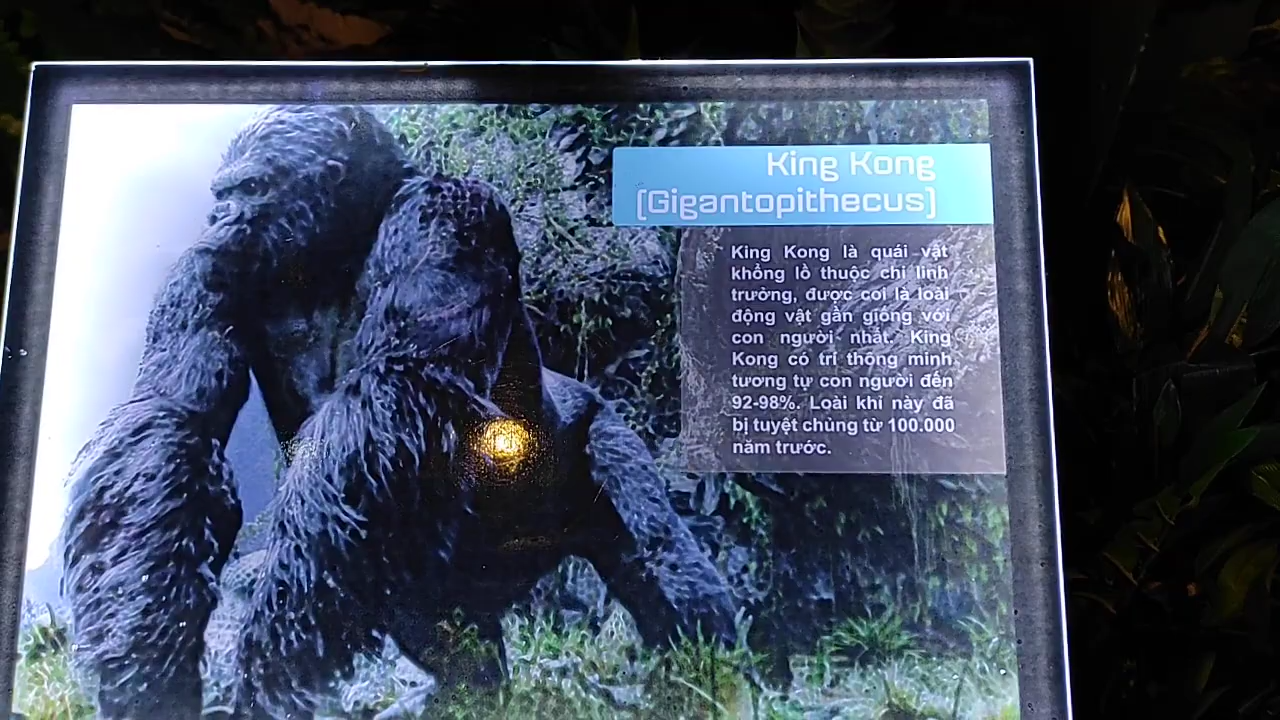 King Kong
[Gigantopithecus]
King Kong là quái vật
khổng lồ thuộc chi linh
trưởng, được coi là loài
động vật gần giống với
con người nhất. King
Kong có trí thông minh
tương tự con người đến
92-98%. Loài khỉ này đã
bị tuyệt chủng từ 100.000
năm trước.